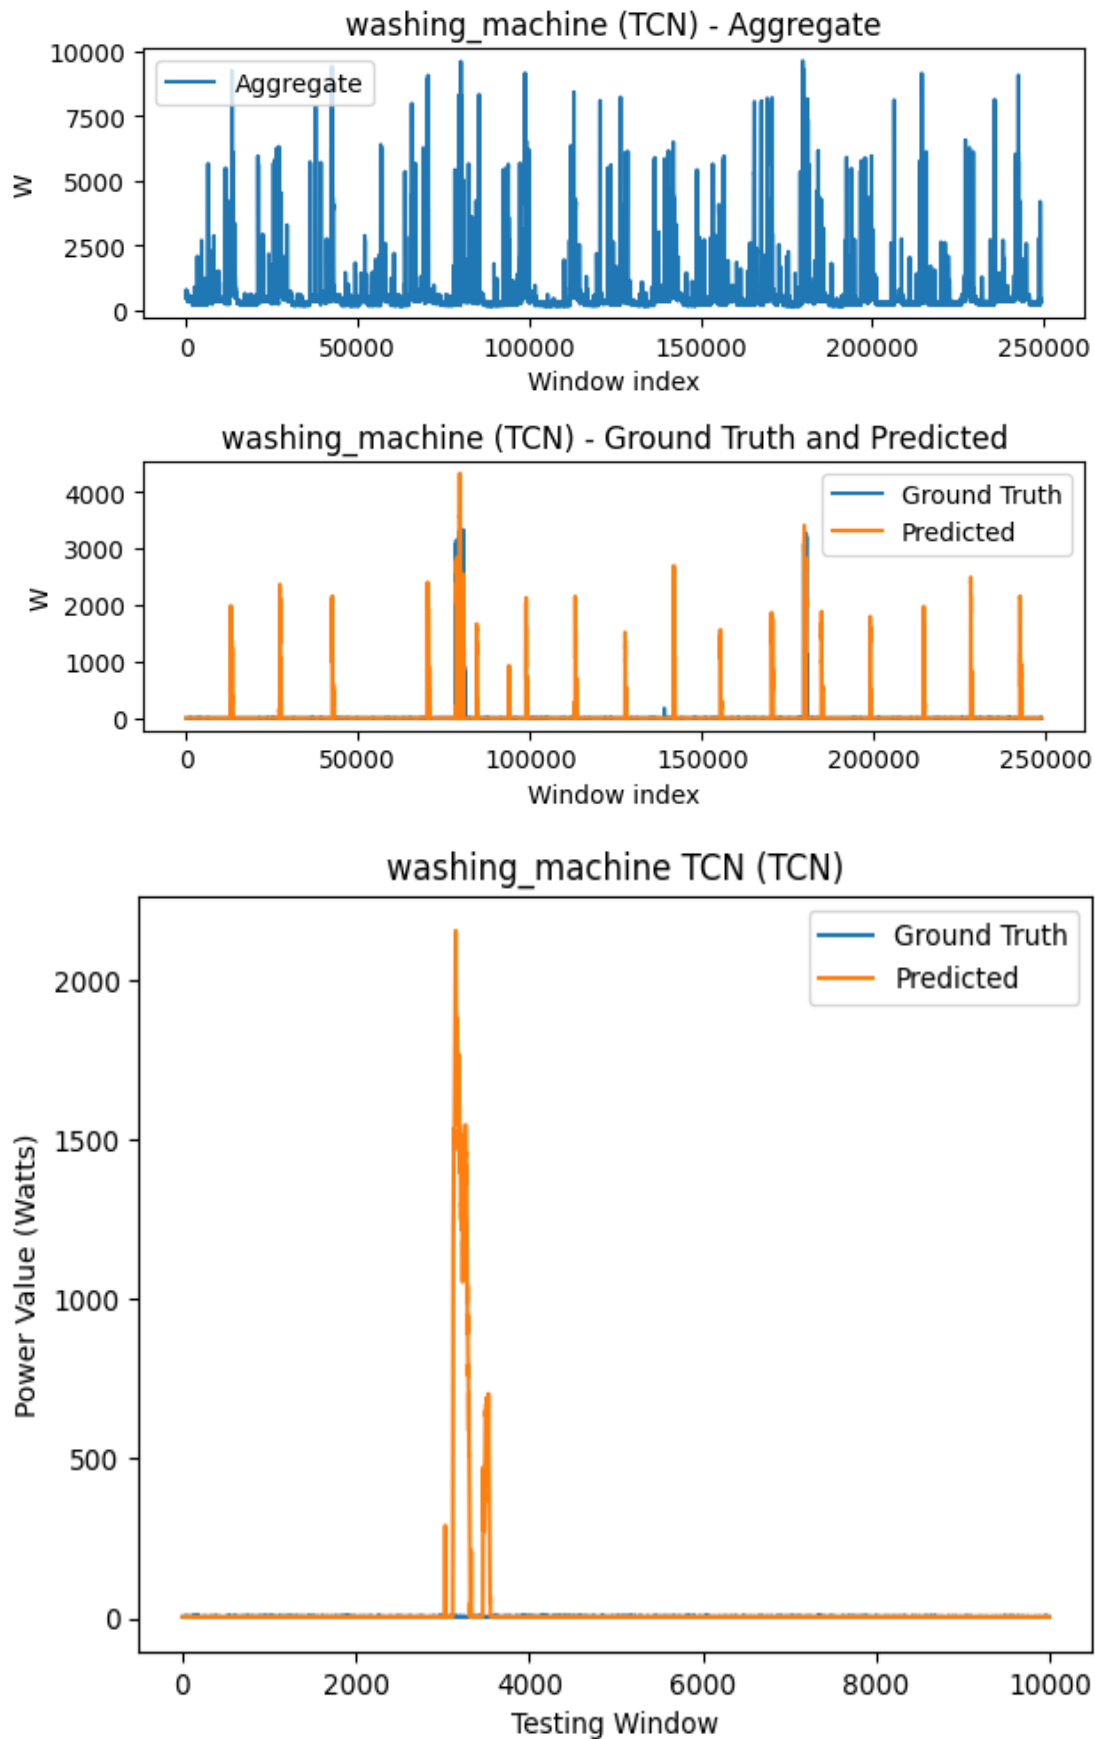 washing_machine (TCN) - Aggregate
10000
7500
5000
2500
0
W
Aggregate
0 50000 100000 150000 200000 250000
Window index
washing_machine (TCN) - Ground Truth and Predicted
4000
3000
2000
1000
0
W
Ground Truth
Predicted
0 50000 100000 150000 200000 250000
Window index
washing_machine TCN (TCN)
2000
1500
1000
500
0
Power Value (Watts)
Ground Truth
Predicted
0 2000 4000 6000 8000 10000
Testing Window